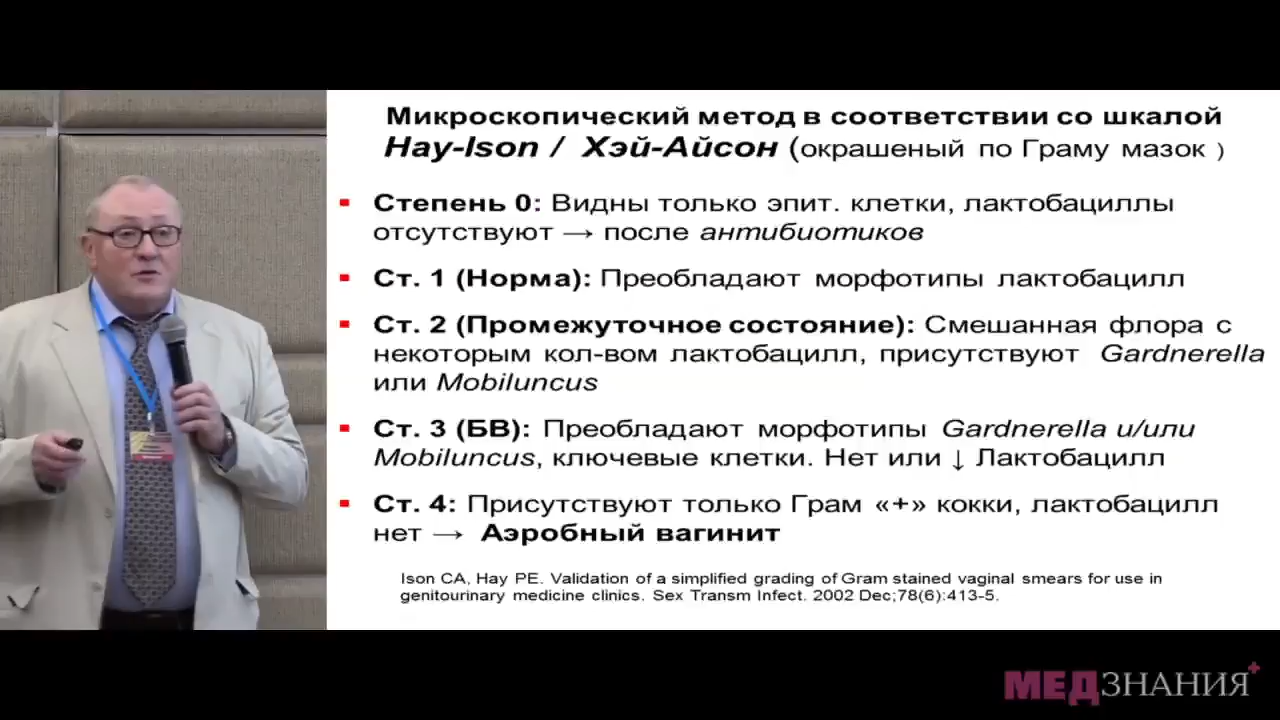 Микроскопический метод в соответствии со шкалой
Hay-Ison / Хэй-Айсон (окрашеный по Граму мазок )
Степень 0: Видны только эпит. клетки, лактобациллы
отсутствуют → после антибиотиков
Ст. 1 (Норма): Преобладают морфотипы лактобацилл
Ст. 2 (Промежуточное состояние): Смешанная флора с
некоторым кол-вом лактобацилл, присутствуют Gardnerella
или Mobiluncus
Ст. 3 (БВ): Преобладают морфотипы Gardnerella и/или
Mobiluncus, ключевые клетки. Нет или ↓ Лактобацилл
Ст. 4: Присутствуют только Грам «+» кокки, лактобацилл
нет → Аэробный вагинит
Ison CA, Hay PE. Validation of a simplified grading of Gram stained vaginal smears for use in
genitourinary medicine clinics. Sex Transm Infect. 2002 Dec;78(6):413-5.
МЕДЗНАНИЯ+